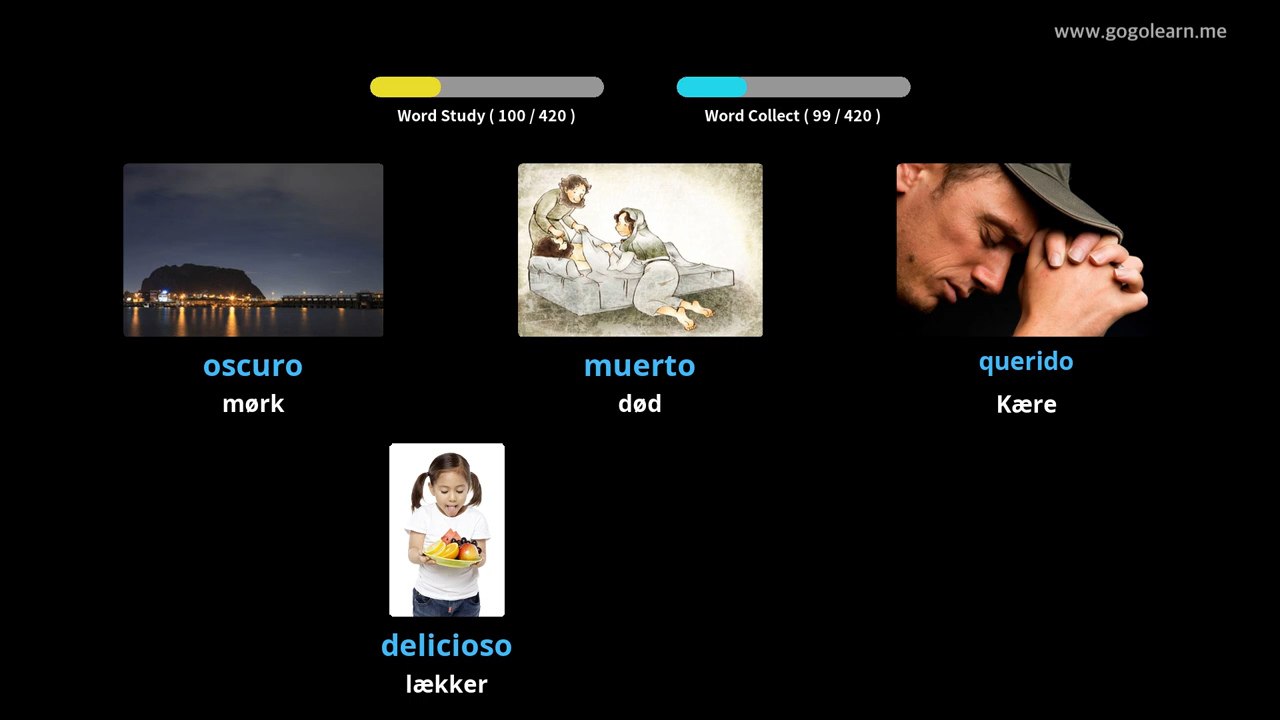 www.gogolearn.me
Word Study ( 100 / 420 )
Word Collect ( 99 / 420 )
oscuro
mørk
muerto
død
querido
Kære
delicioso
lækker